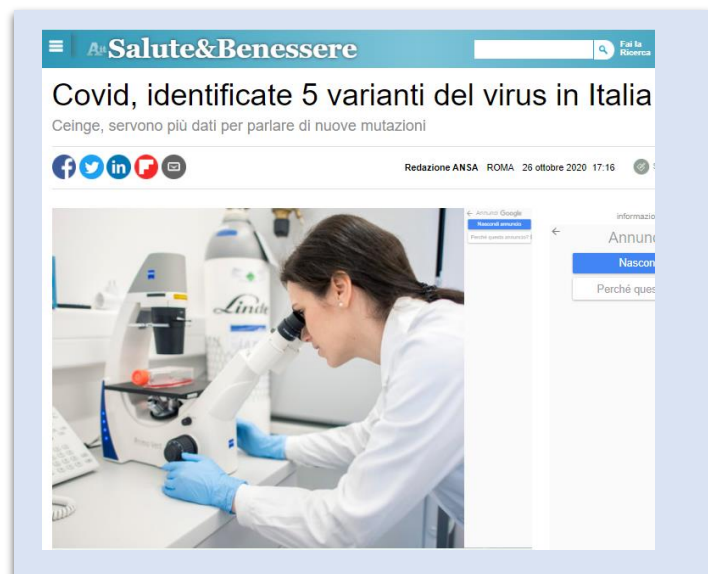 Salute&Benessere
Fai la
Ricerca
Covid, identificate 5 varianti del virus in Italia
Ceinge, servono più dati per parlare di nuove mutazioni
Redazione ANSA ROMA 26 ottobre 2020 17:16
Annunci Google
Nascondi annuncio
Perché questo annuncio?
informazio
Annunc
Nascon
Perché ques
Linde